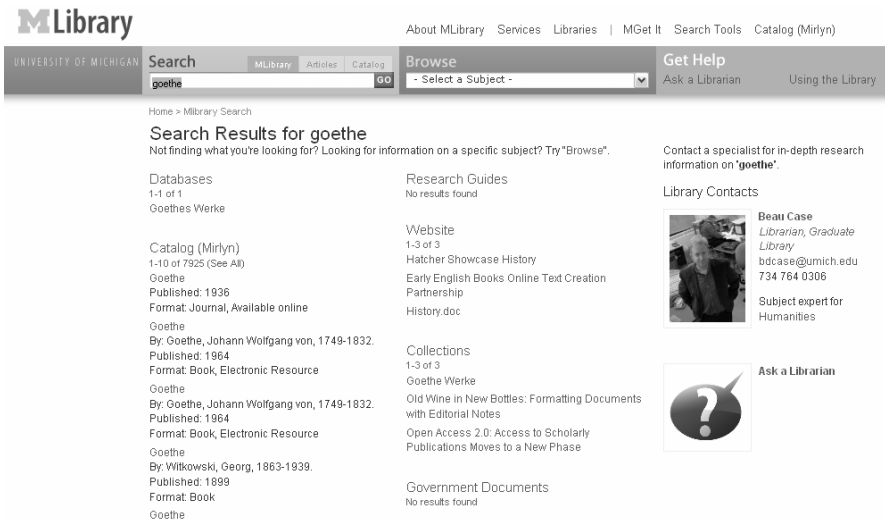 MLibrary
About MLibrary Services Libraries | MGet It Search Tools Catalog (Mirlyn)
UNIVERSITY OF MICHIGAN
Search MLibrary Articles Catalog
goethe GO
Browse
- Select a Subject -
Get Help
Ask a Librarian Using the Library
Home > Mlibrary Search
Search Results for goethe
Not finding what you're looking for? Looking for information on a specific subject? Try "Browse".
Databases
1-1 of 1
Goethes Werke
Catalog (Mirlyn)
1-10 of 7925 (See All)
Goethe
Published: 1936
Format: Journal, Available online
Goethe
By: Goethe, Johann Wolfgang von, 1749-1832.
Published: 1964
Format: Book, Electronic Resource
Goethe
By: Goethe, Johann Wolfgang von, 1749-1832.
Published: 1964
Format: Book, Electronic Resource
Goethe
By: Witkowski, Georg, 1863-1939.
Published: 1899
Format: Book
Goethe
Research Guides
No results found
Website
1-3 of 3
Hatcher Showcase History
Early English Books Online Text Creation
Partnership
History.doc
Collections
1-3 of 3
Goethe Werke
Old Wine in New Bottles: Formatting Documents
with Editorial Notes
Open Access 2.0: Access to Scholarly
Publications Moves to a New Phase
Government Documents
No results found
Contact a specialist for in-depth research
information on 'goethe'.
Library Contacts
Beau Case
Librarian, Graduate
Library
bdcase@umich.edu
734 764 0306
Subject expert for
Humanities
?
Ask a Librarian